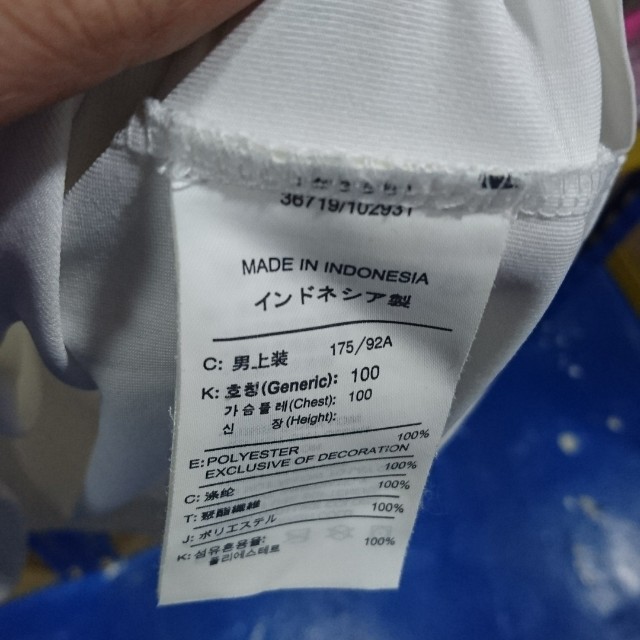 36719/102931
MADE IN INDONESIA
インドネシア製
C: 男上装 175/92A
K: 호칭(Generic): 100
가슴둘레(Chest): 100
신 장(Height):
E: POLYESTER 100%
EXCLUSIVE OF DECORATION
C: 涤纶 100%
T: 聚酯纖維 100%
J: ポリエステル 100%
K: 섬유혼용율: 100%
폴리에스테르